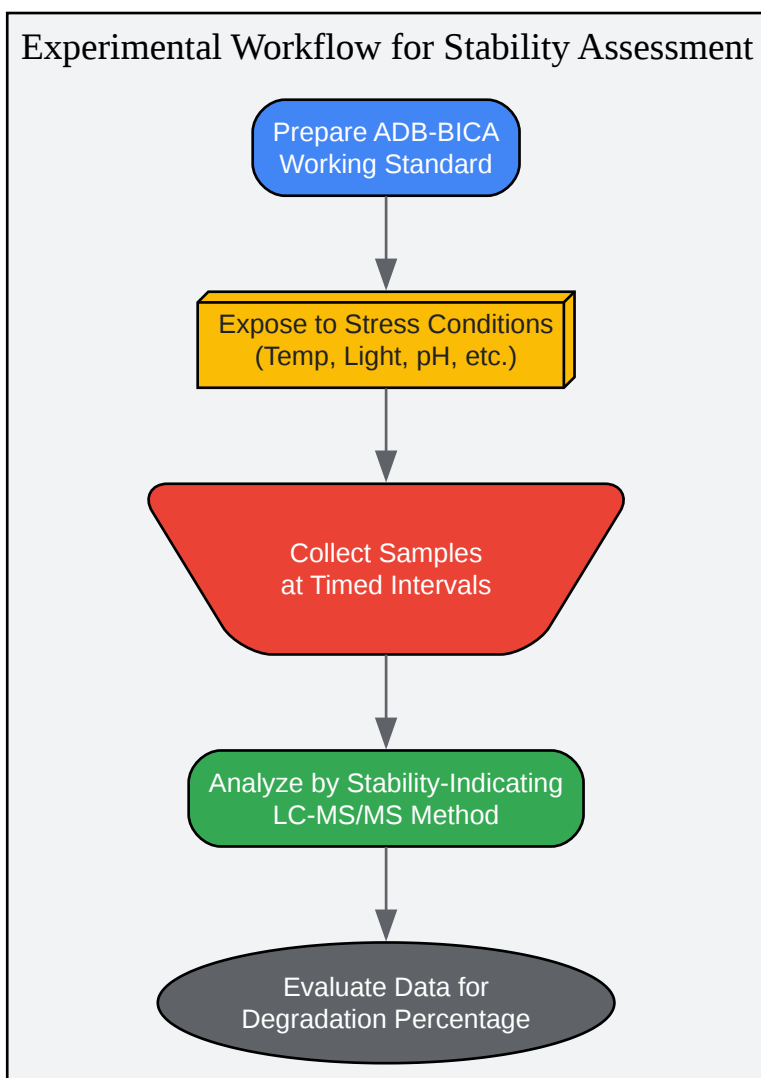 Experimental Workflow for Stability Assessment
Prepare ADB-BICA
Working Standard
Expose to Stress Conditions
(Temp, Light, pH, etc.)
Collect Samples
at Timed Intervals
Analyze by Stability-Indicating
LC-MS/MS Method
Evaluate Data for
Degradation Percentage